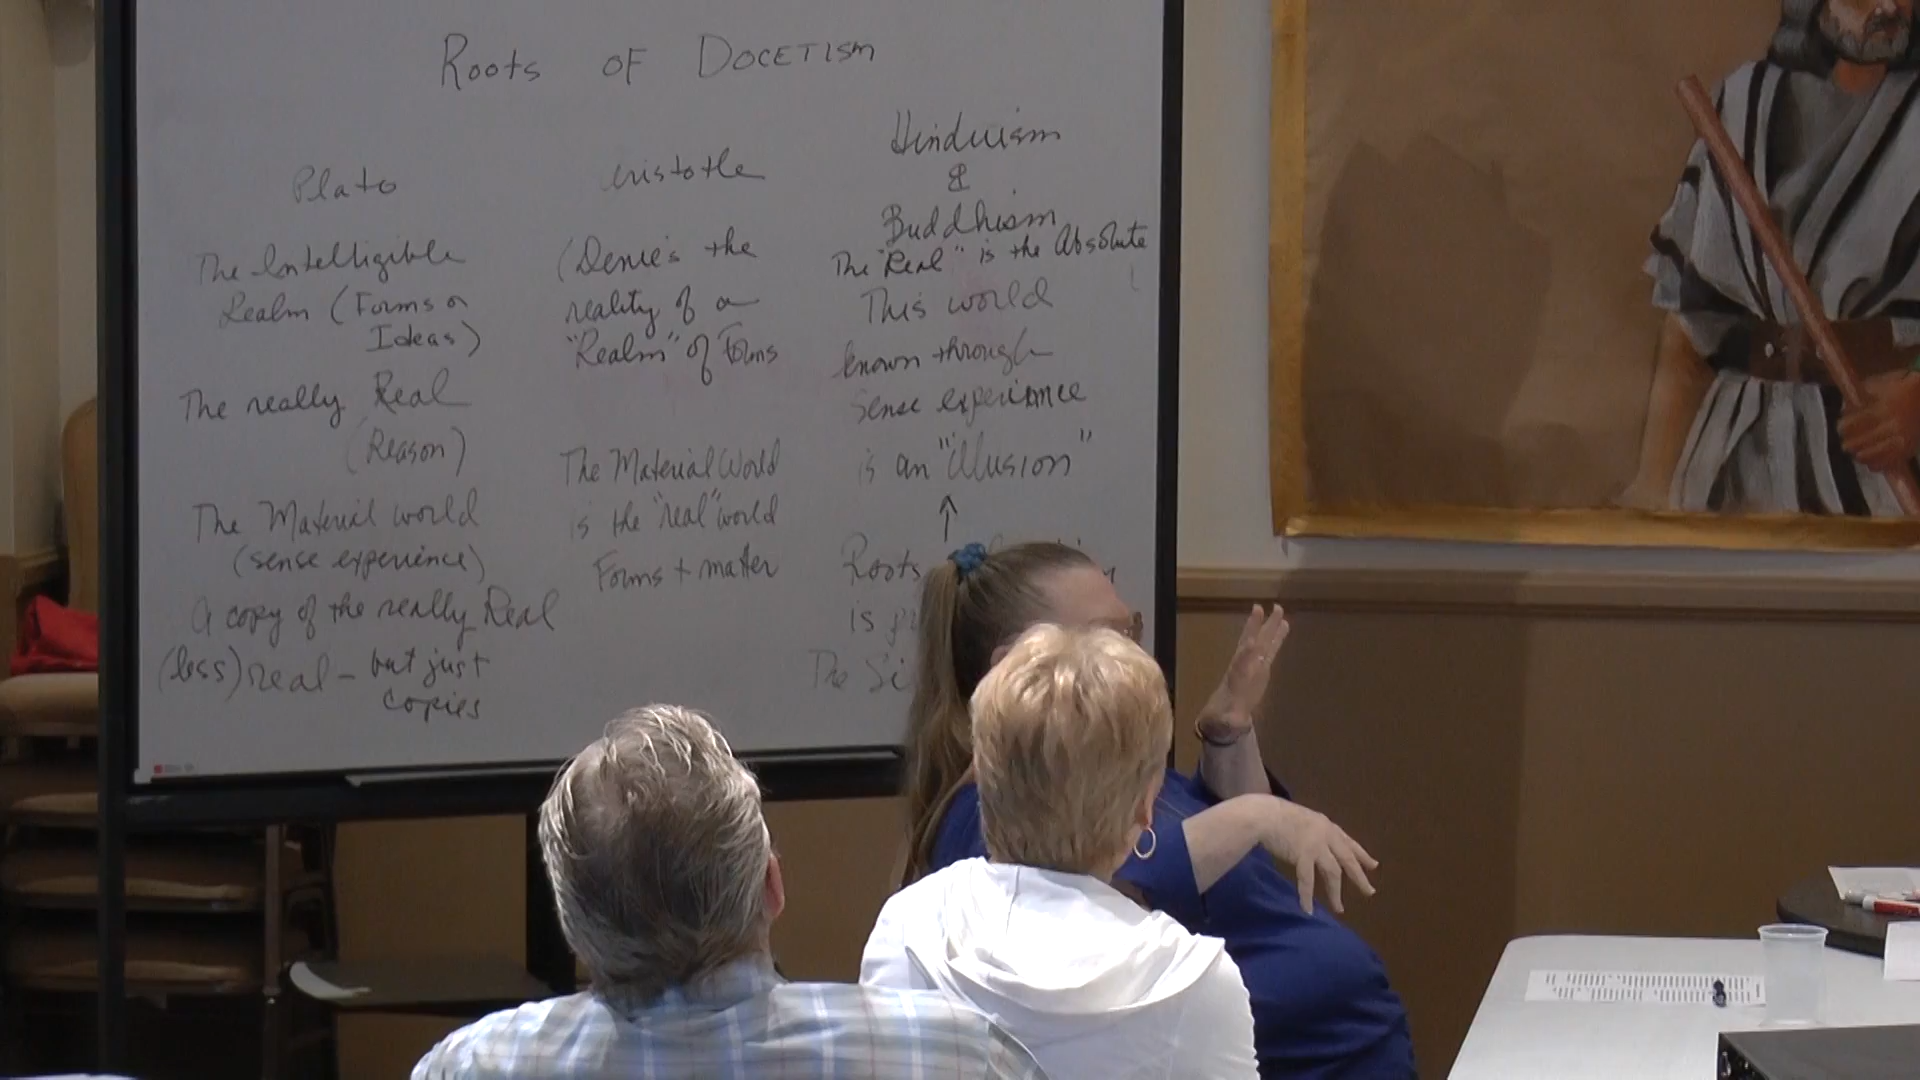 Roots OF DOCETISM
Plato
The Intelligible
Realm (Forms or
Ideas)
The really Real
(Reason)
The Material world
(sense experience)
A copy of the really Real
(less) real – but just
copies
aristotle
(Denie's the
reality of a
"Realm" of Forms
The Material World
is the "real" world
Forms + matter
Hinduism
&
Buddhism
The "Real" is the Absolute
This world
known through
sense experience
is an "illusion"
↑
Roots
is
The